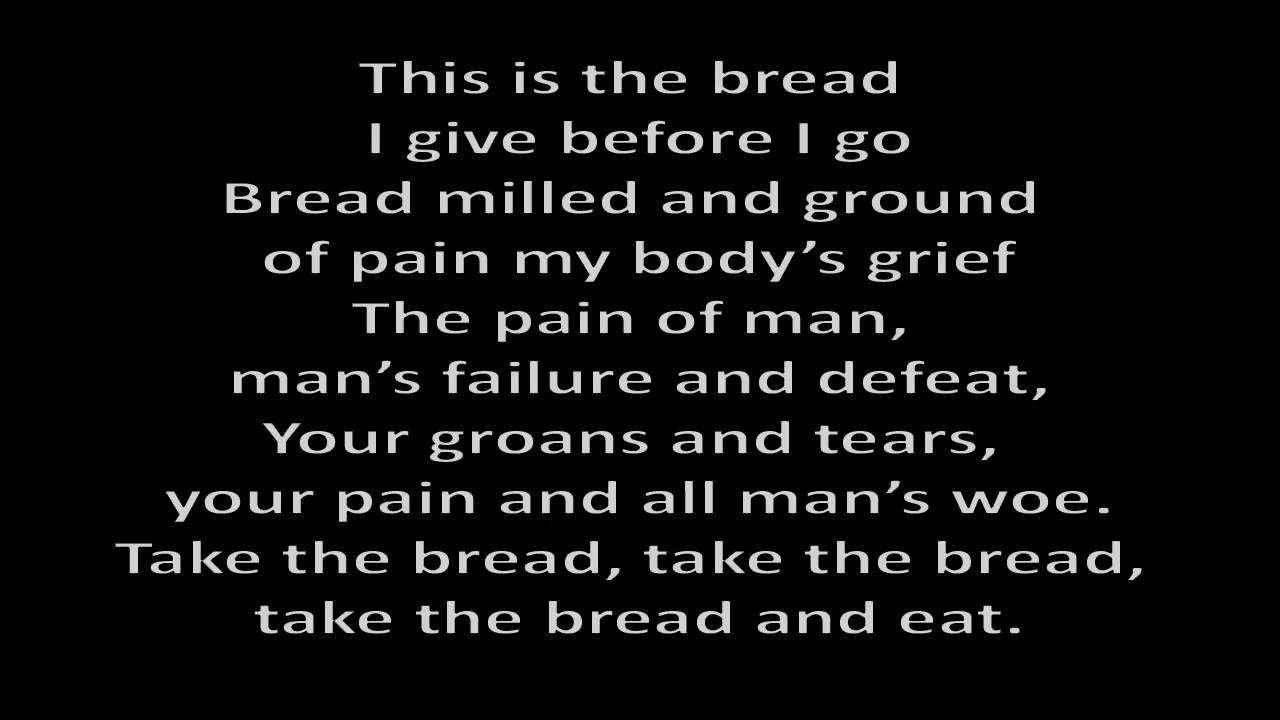 This is the bread
I give before I go
Bread milled and ground
of pain my body’s grief
The pain of man,
man’s failure and defeat,
Your groans and tears,
your pain and all man’s woe.
Take the bread, take the bread,
take the bread and eat.